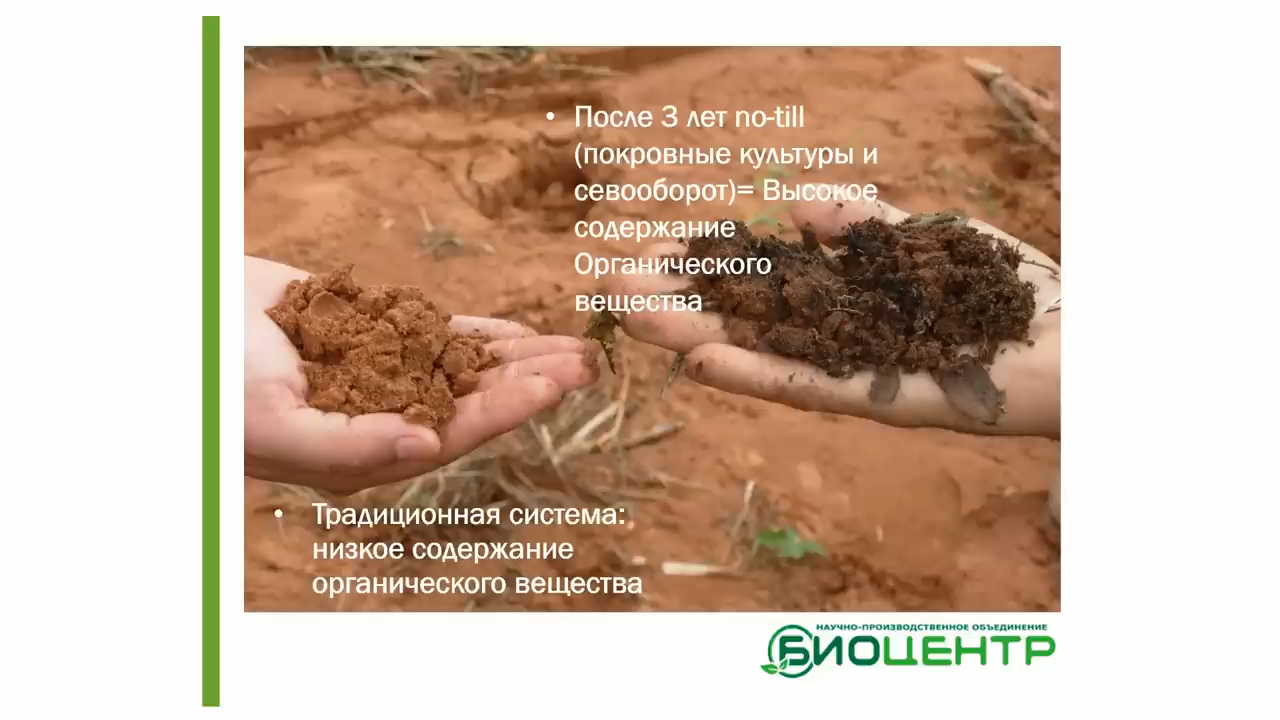 • После 3 лет no-till
(покровные культуры и
севооборот)= Высокое
содержание
Органического
вещества
• Традиционная система:
низкое содержание
органического вещества
НАУЧНО-ПРОИЗВОДСТВЕННОЕ ОБЪЕДИНЕНИЕ
БИОЦЕНТР